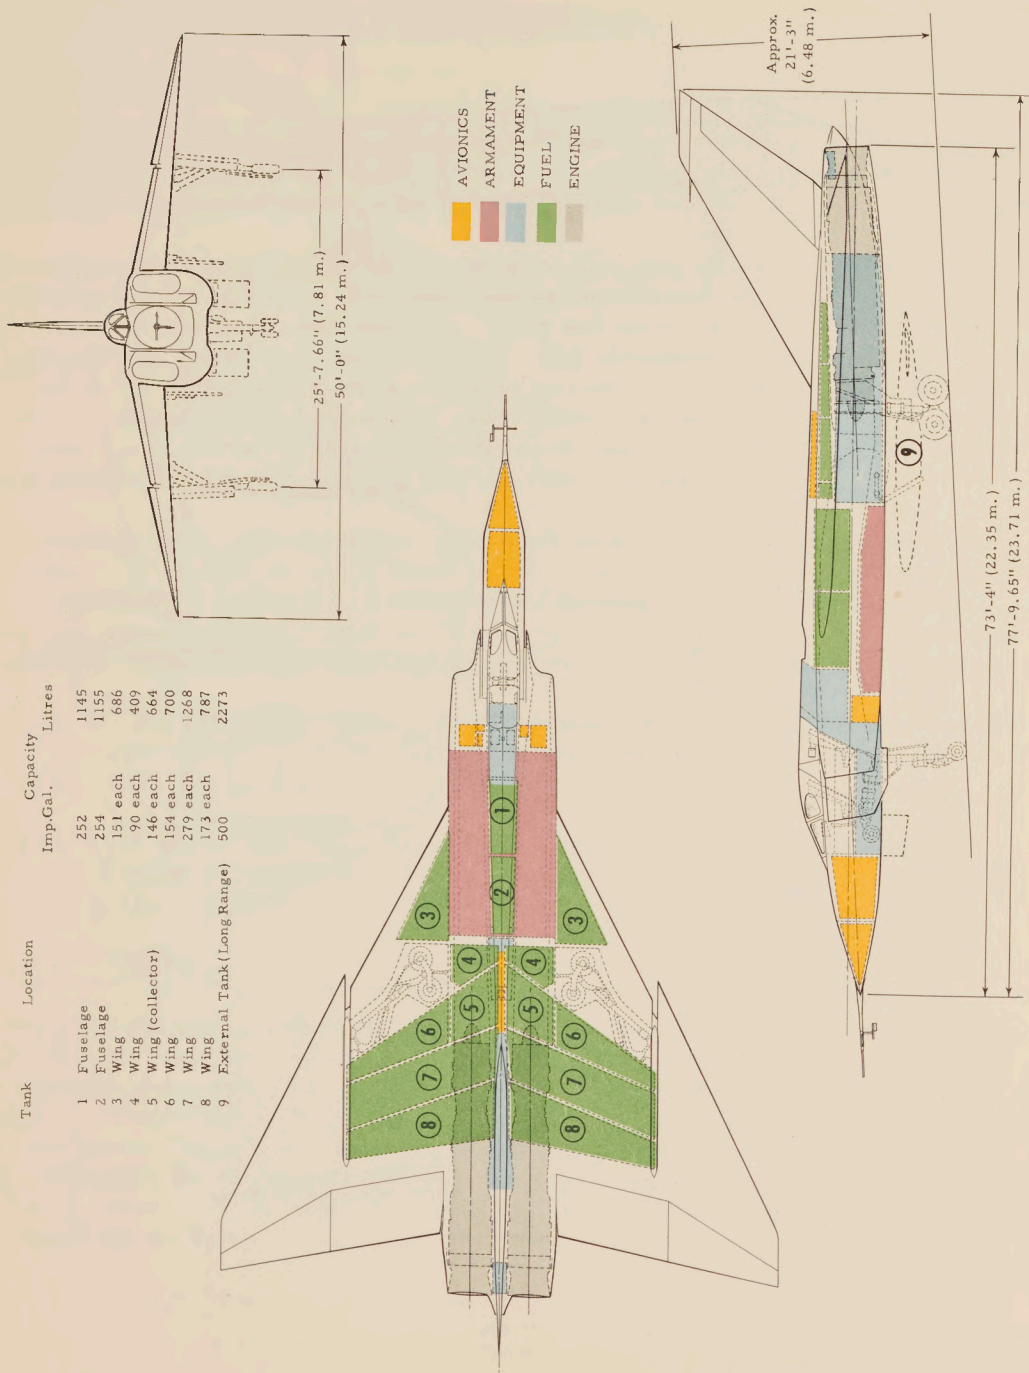 Tank Location Capacity
Imp.Gal. Litres
1 Fuselage 252 1145
2 Fuselage 254 1155
3 Wing 151 each 686
4 Wing 90 each 409
5 Wing (collector) 146 each 664
6 Wing 154 each 700
7 Wing 279 each 1268
8 Wing 173 each 787
9 External Tank (Long Range) 500 2273
25'-7.66" (7.81 m.)
50'-0" (15.24 m.)
AVIONICS
ARMAMENT
EQUIPMENT
FUEL
ENGINE
8 7 6 3
5 4
2 1
5 4
8 7 6 3
Approx.
21'-3"
(6.48 m.)
9
73'-4" (22.35 m.)
77'-9.65" (23.71 m.)